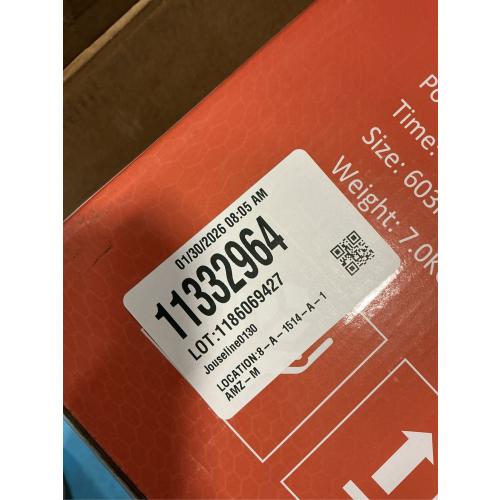 Time:
Size: 603
Weight: 7.0K
01/30/2026 08:05 AM
11332964
LOT:1186069427
Jouseline0130
LOCATION:8-A-1514-A-1
AMZ-M